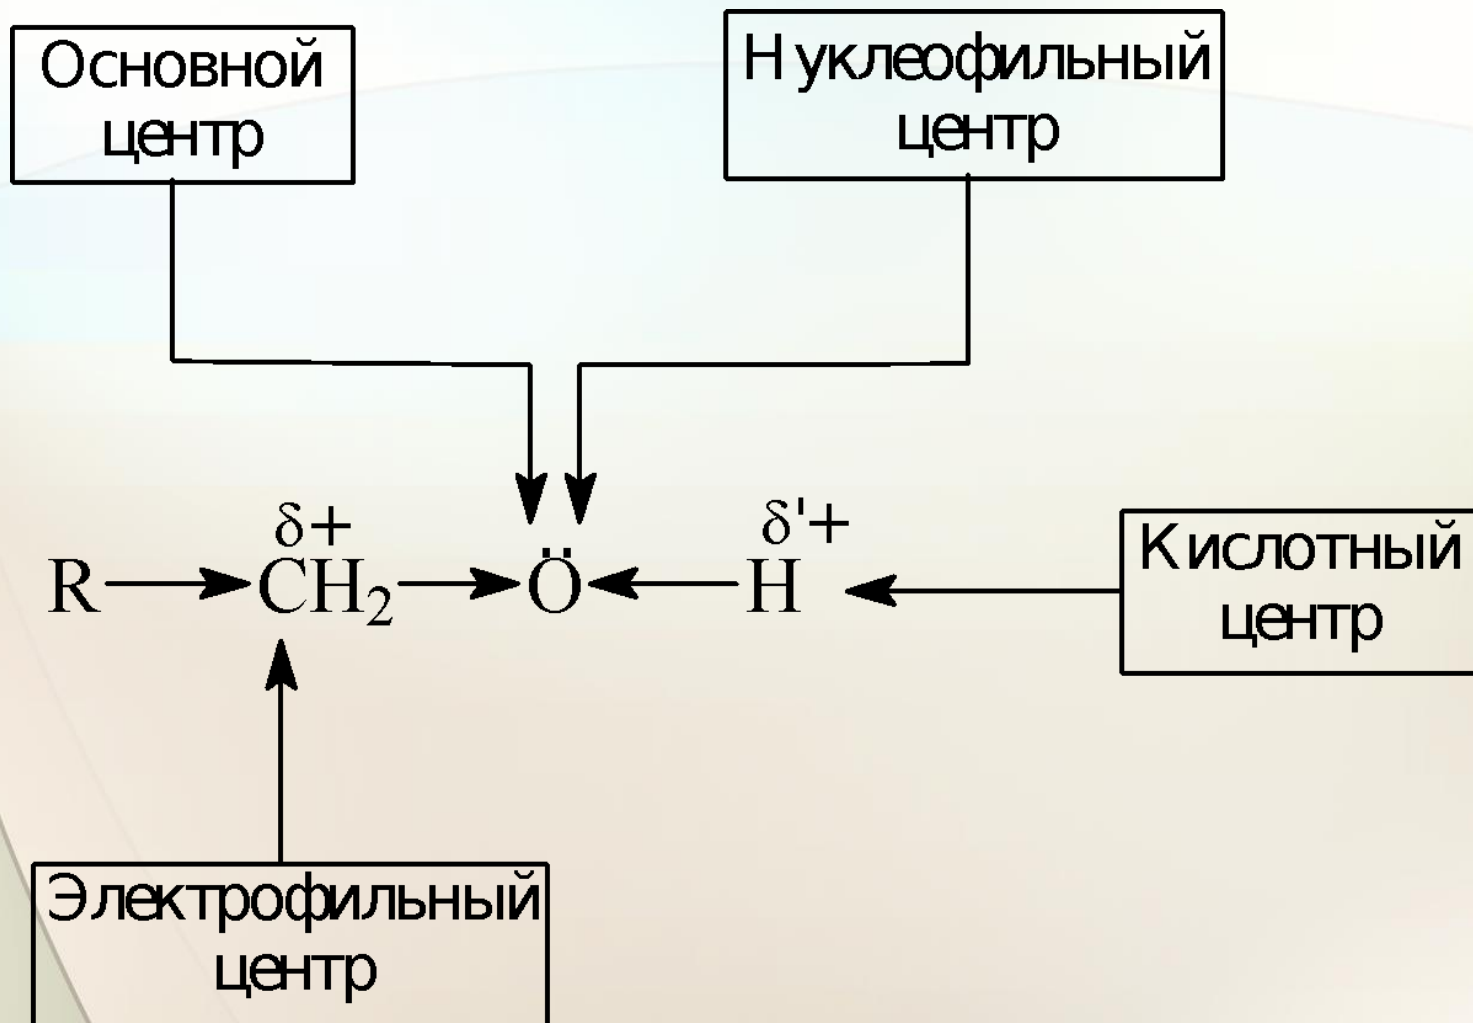 Основной
центр
Нуклеофильный
центр
δ+ δ'+
R CH₂ Ö H
Кислотный
центр
Электрофильный
центр